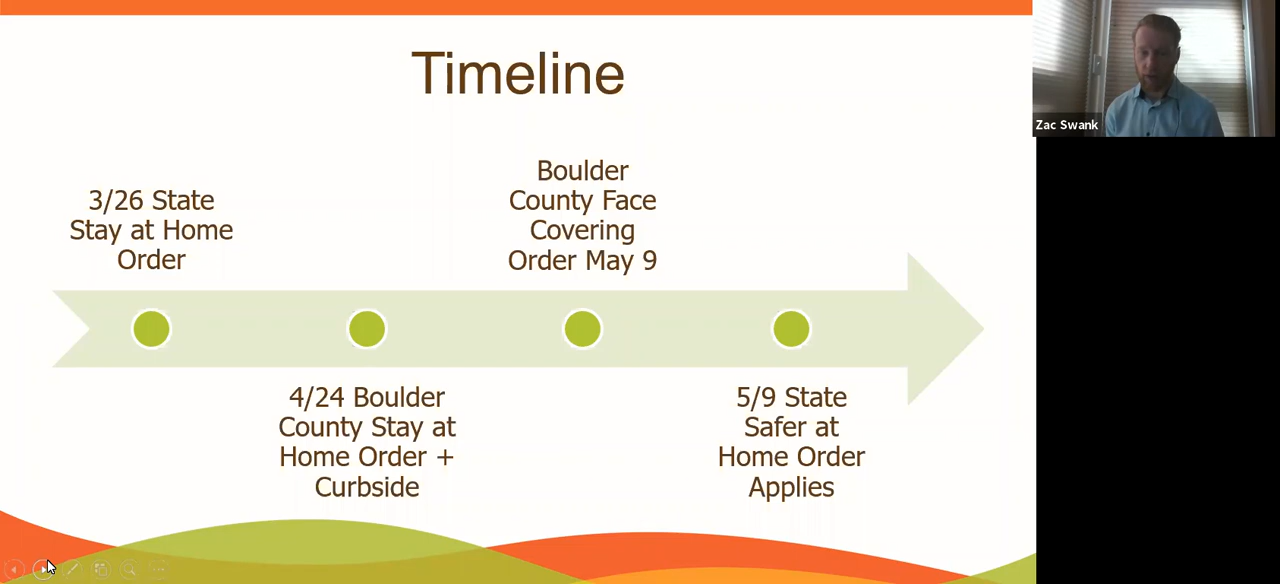 Timeline
Zac Swank
3/26 State
Stay at Home
Order
4/24 Boulder
County Stay at
Home Order +
Curbside
Boulder
County Face
Covering
Order May 9
5/9 State
Safer at
Home Order
Applies